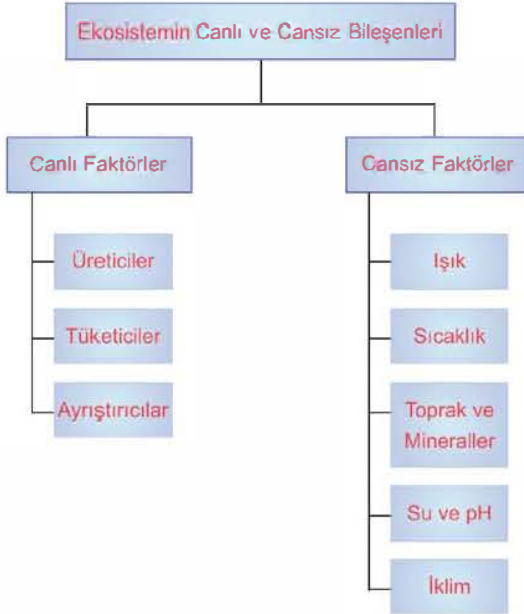 Ekosistemin Canlı ve Cansız Bileşenleri
Canlı Faktörler
Üreticiler
Tüketiciler
Ayrıştırıcılar
Cansız Faktörler
Işık
Sıcaklık
Toprak ve
Mineraller
Su ve pH
İklim